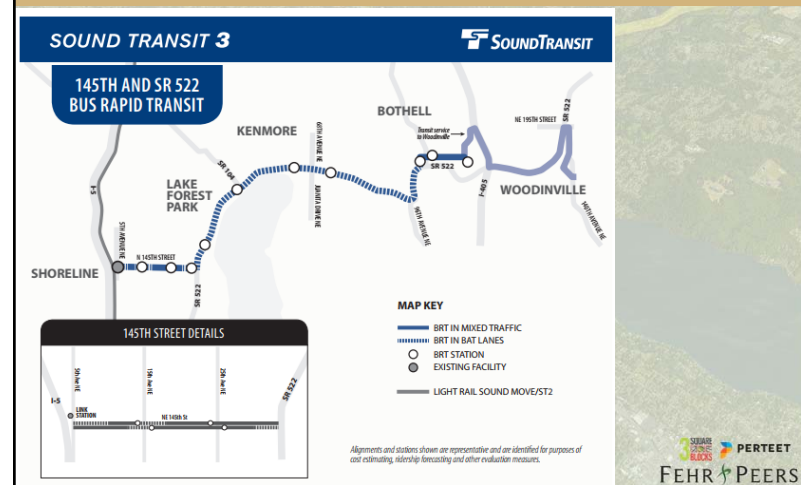 SOUND TRANSIT 3
SOUNDTRANSIT
145TH AND SR 522
BUS RAPID TRANSIT
BOTHELL
Transit service
to Woodinville
NE 195TH STREET
SR 522
KENMORE
68TH AVENUE NE
JUANITA DRIVE NE
SR 104
SR 522
LAKE
FOREST
PARK
I-405
WOODINVILLE
140TH AVENUE NE
96TH AVENUE NE
I-5
5TH AVENUE NE
N 145TH STREET
SHORELINE
SR 522
MAP KEY
BRT IN MIXED TRAFFIC
BRT IN BAT LANES
BRT STATION
EXISTING FACILITY
LIGHT RAIL SOUND MOVE/ST2
145TH STREET DETAILS
5th Ave NE
15th Ave NE
25th Ave NE
I-5
SR 522
LINK
STATION
NE 145th St
Alignments and stations shown are representative and are identified for purposes of
cost estimating, ridership forecasting and other evaluation measures.
3 SQUARE
BLOCKS
PERTEET
FEHR PEERS